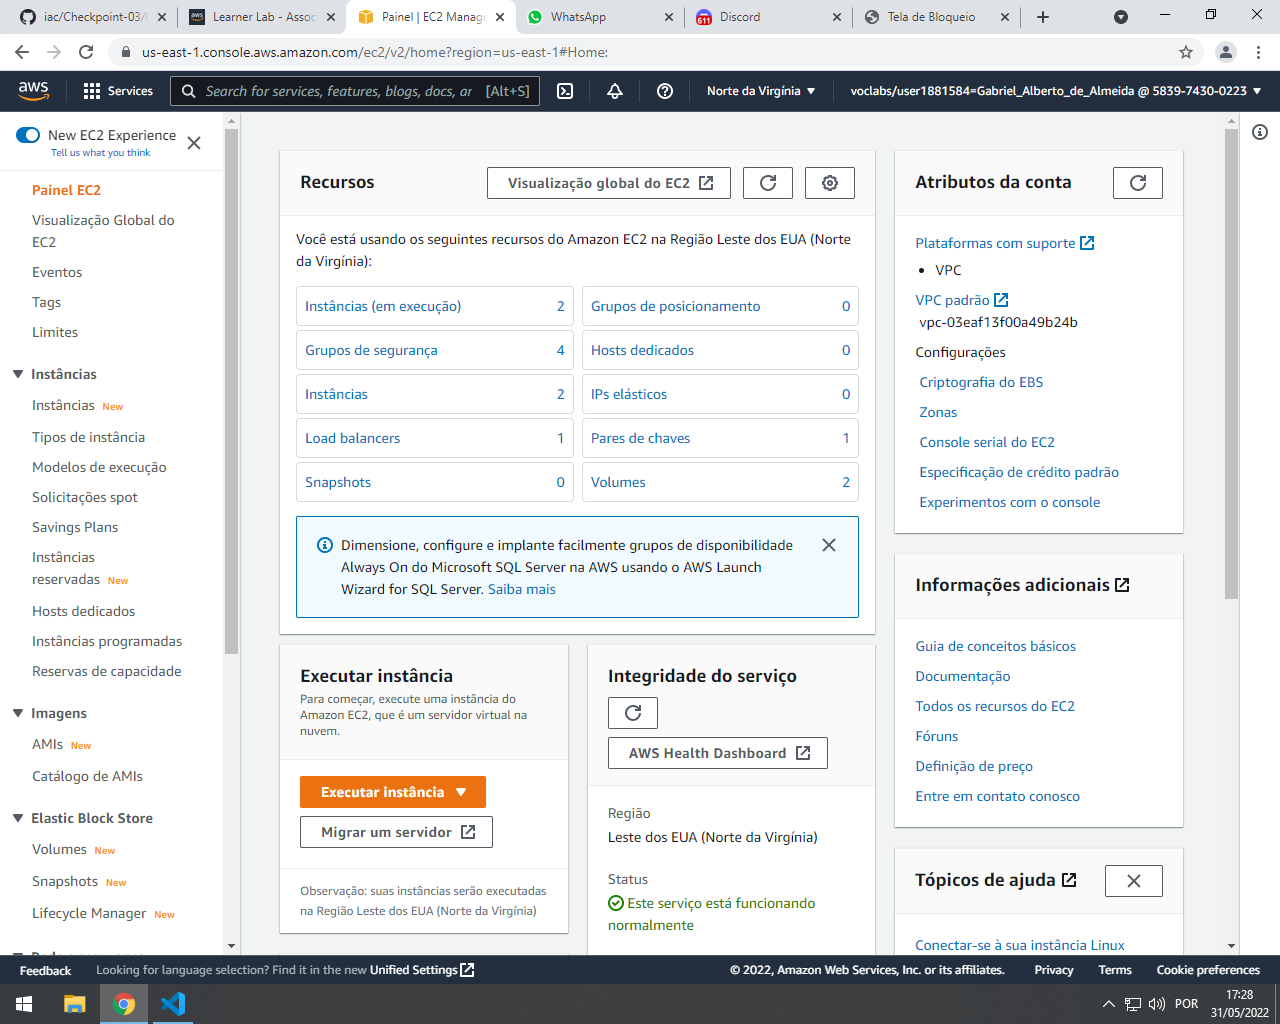 iac/Checkpoint-03/
Learner Lab - Assoc
Painel | EC2 Manage
WhatsApp
611
Discord
Tela de Bloqueio
us-east-1.console.aws.amazon.com/ec2/v2/home?region=us-east-1#Home:
aws
Services
Search for services, features, blogs, docs, ar
[Alt+S]
Norte da Virgínia
voclabs/user1881584=Gabriel_Alberto_de_Almeida @ 5839-7430-0223
New EC2 Experience
Tell us what you think
Painel EC2
Visualização Global do
EC2
Eventos
Tags
Limites
Instâncias
Instâncias New
Tipos de instância
Modelos de execução
Solicitações spot
Savings Plans
Instâncias
reservadas New
Hosts dedicados
Instâncias programadas
Reservas de capacidade
Imagens
AMIs New
Catálogo de AMIs
Elastic Block Store
Volumes New
Snapshots New
Lifecycle Manager New
Recursos
Visualização global do EC2
Você está usando os seguintes recursos do Amazon EC2 na Região Leste dos EUA (Norte
da Virgínia):
Instâncias (em execução) 2
Grupos de posicionamento 0
Grupos de segurança 4
Hosts dedicados 0
Instâncias 2
IPs elásticos 0
Load balancers 1
Pares de chaves 1
Snapshots 0
Volumes 2
Dimensione, configure e implante facilmente grupos de disponibilidade
Always On do Microsoft SQL Server na AWS usando o AWS Launch
Wizard for SQL Server. Saiba mais
Executar instância
Para começar, execute uma instância do
Amazon EC2, que é um servidor virtual na
nuvem.
Executar instância
Migrar um servidor
Observação: suas instâncias serão executadas
na Região Leste dos EUA (Norte da Virgínia)
Integridade do serviço
AWS Health Dashboard
Região
Leste dos EUA (Norte da Virgínia)
Status
Este serviço está funcionando
normalmente
Atributos da conta
Plataformas com suporte
VPC
VPC padrão
vpc-03eaf13f00a49b24b
Configurações
Criptografia do EBS
Zonas
Console serial do EC2
Especificação de crédito padrão
Experimentos com o console
Informações adicionais
Guia de conceitos básicos
Documentação
Todos os recursos do EC2
Fóruns
Definição de preço
Entre em contato conosco
Tópicos de ajuda
Conectar-se à sua instância Linux
Feedback
Looking for language selection? Find it in the new Unified Settings
© 2022, Amazon Web Services, Inc. or its affiliates.
Privacy
Terms
Cookie preferences
POR
17:28
31/05/2022